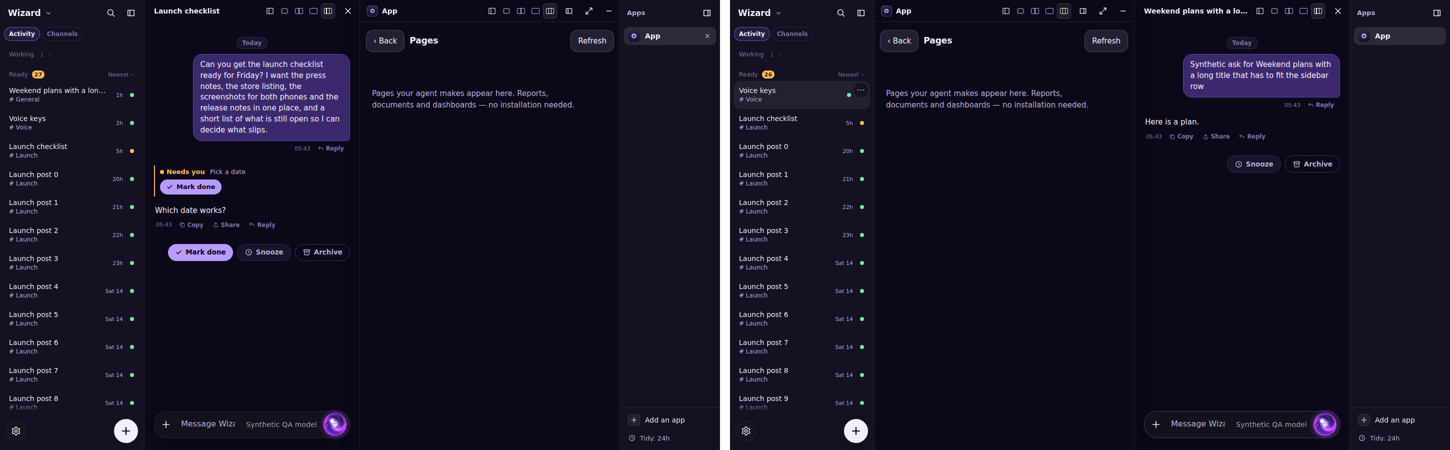 Wizard
Activity
Channels
Working 1
Ready 27
Newest
Weekend plans with a lon...
# General
1h
Voice keys
# Voice
2h
Launch checklist
# Launch
5h
Launch post 0
# Launch
20h
Launch post 1
# Launch
21h
Launch post 2
# Launch
22h
Launch post 3
# Launch
23h
Launch post 4
# Launch
Sat 14
Launch post 5
# Launch
Sat 14
Launch post 6
# Launch
Sat 14
Launch post 7
# Launch
Sat 14
Launch post 8
# Launch
Sat 14
Launch checklist
Today
Can you get the launch checklist
ready for Friday? I want the press
notes, the store listing, the
screenshots for both phones and the
release notes in one place, and a
short list of what is still open so I can
decide what slips.
05:43 Reply
Needs you Pick a date
Mark done
Which date works?
05:43 Copy Share Reply
Mark done Snooze Archive
Message Wiza
Synthetic QA model
App
‹ Back
Pages
Refresh
Pages your agent makes appear here. Reports,
documents and dashboards — no installation needed.
Apps
App
Add an app
Tidy: 24h
Wizard
Activity
Channels
Working 1
Ready 26
Newest
Voice keys
# Voice
Launch checklist
# Launch
5h
Launch post 0
# Launch
20h
Launch post 1
# Launch
21h
Launch post 2
# Launch
22h
Launch post 3
# Launch
23h
Launch post 4
# Launch
Sat 14
Launch post 5
# Launch
Sat 14
Launch post 6
# Launch
Sat 14
Launch post 7
# Launch
Sat 14
Launch post 8
# Launch
Sat 14
Launch post 9
# Launch
Sat 14
App
‹ Back
Pages
Refresh
Pages your agent makes appear here. Reports,
documents and dashboards — no installation needed.
Weekend plans with a lo...
Today
Synthetic ask for Weekend plans with
a long title that has to fit the sidebar
row
05:43 Reply
Here is a plan.
05:43 Copy Share Reply
Snooze Archive
Message Wiza
Synthetic QA model
Apps
App
Add an app
Tidy: 24h